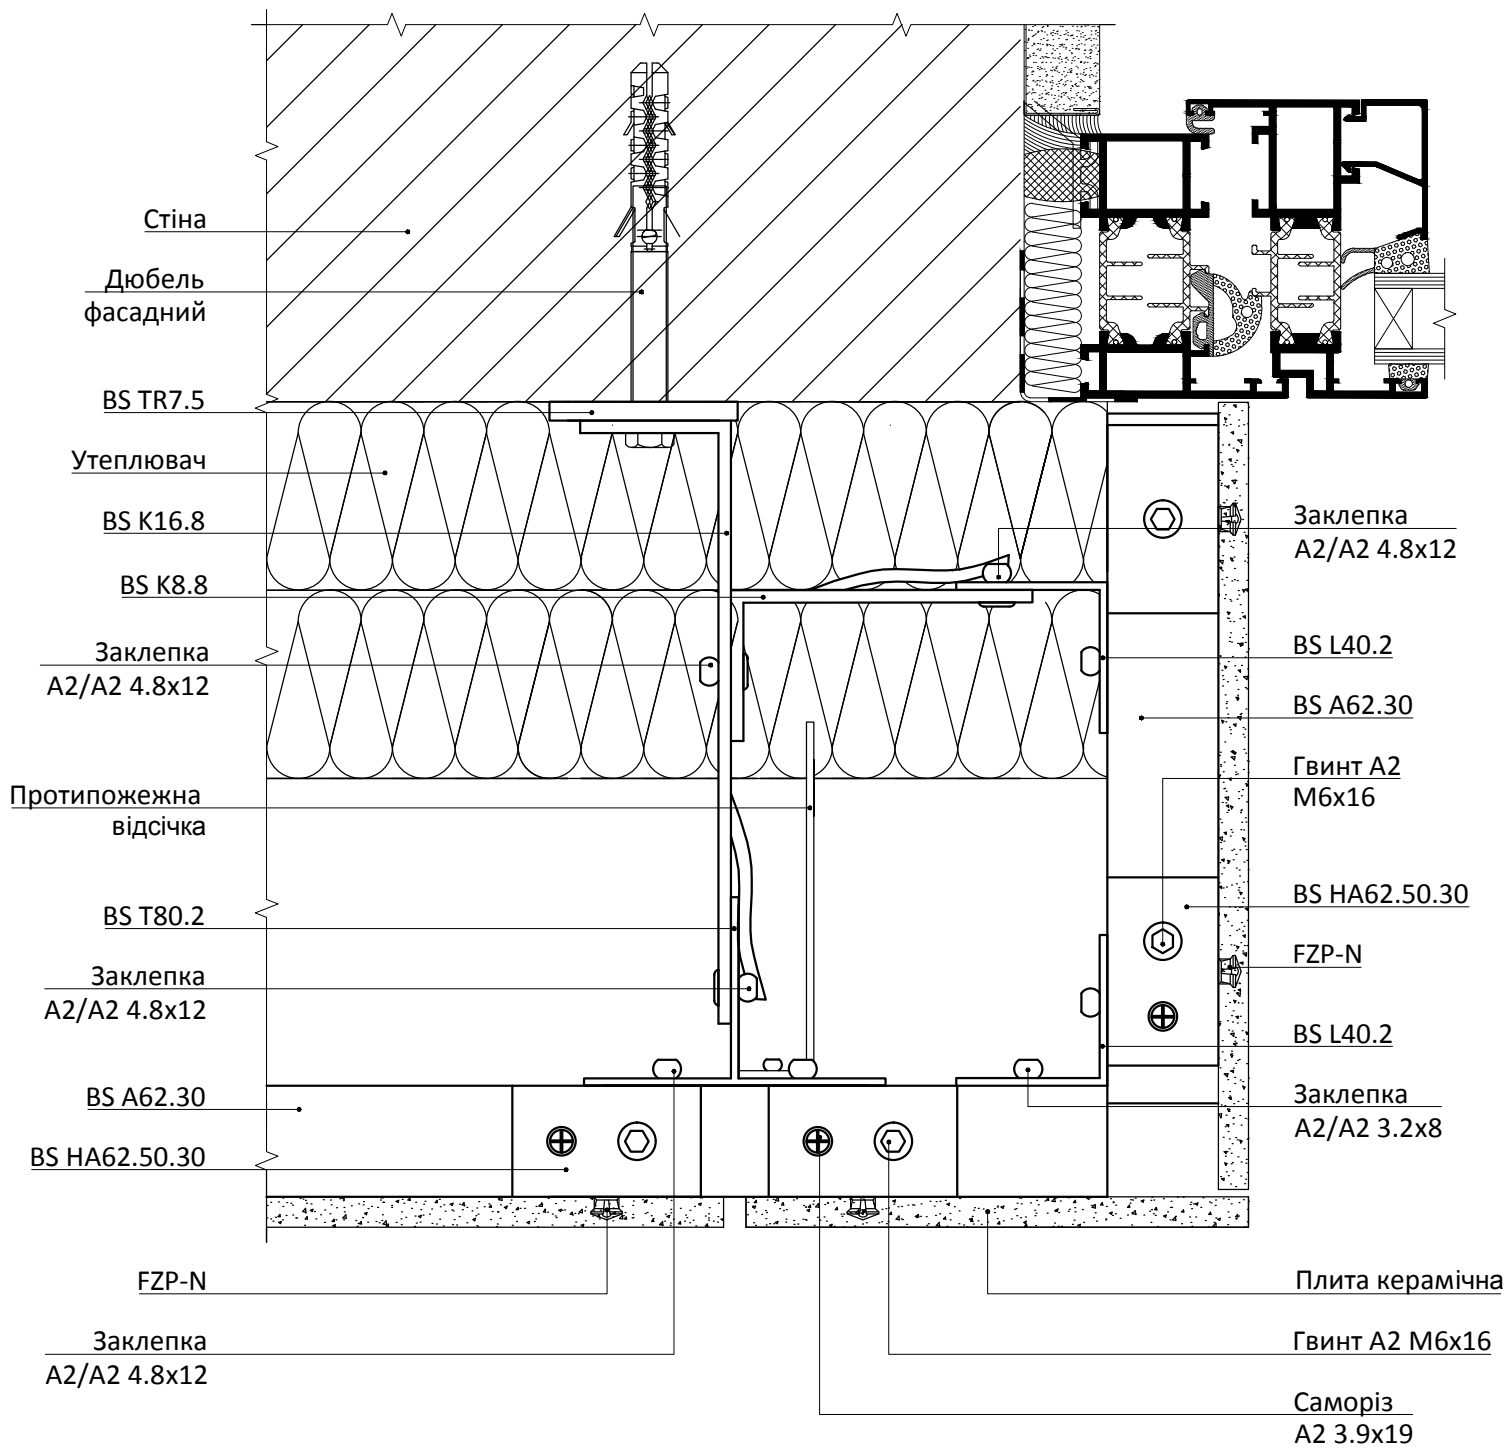 Стіна
Дюбель
фасадний
BS TR7.5
Утеплювач
BS K16.8
BS K8.8
Заклепка
A2/A2 4.8x12
Протипожежна
відсічка
BS T80.2
Заклепка
A2/A2 4.8x12
BS A62.30
BS HA62.50.30
FZP-N
Заклепка
A2/A2 4.8x12
Заклепка
A2/A2 4.8x12
BS L40.2
BS A62.30
Гвинт A2
M6x16
BS HA62.50.30
FZP-N
BS L40.2
Заклепка
A2/A2 3.2x8
Плита керамічна
Гвинт A2 M6x16
Саморіз
A2 3.9x19